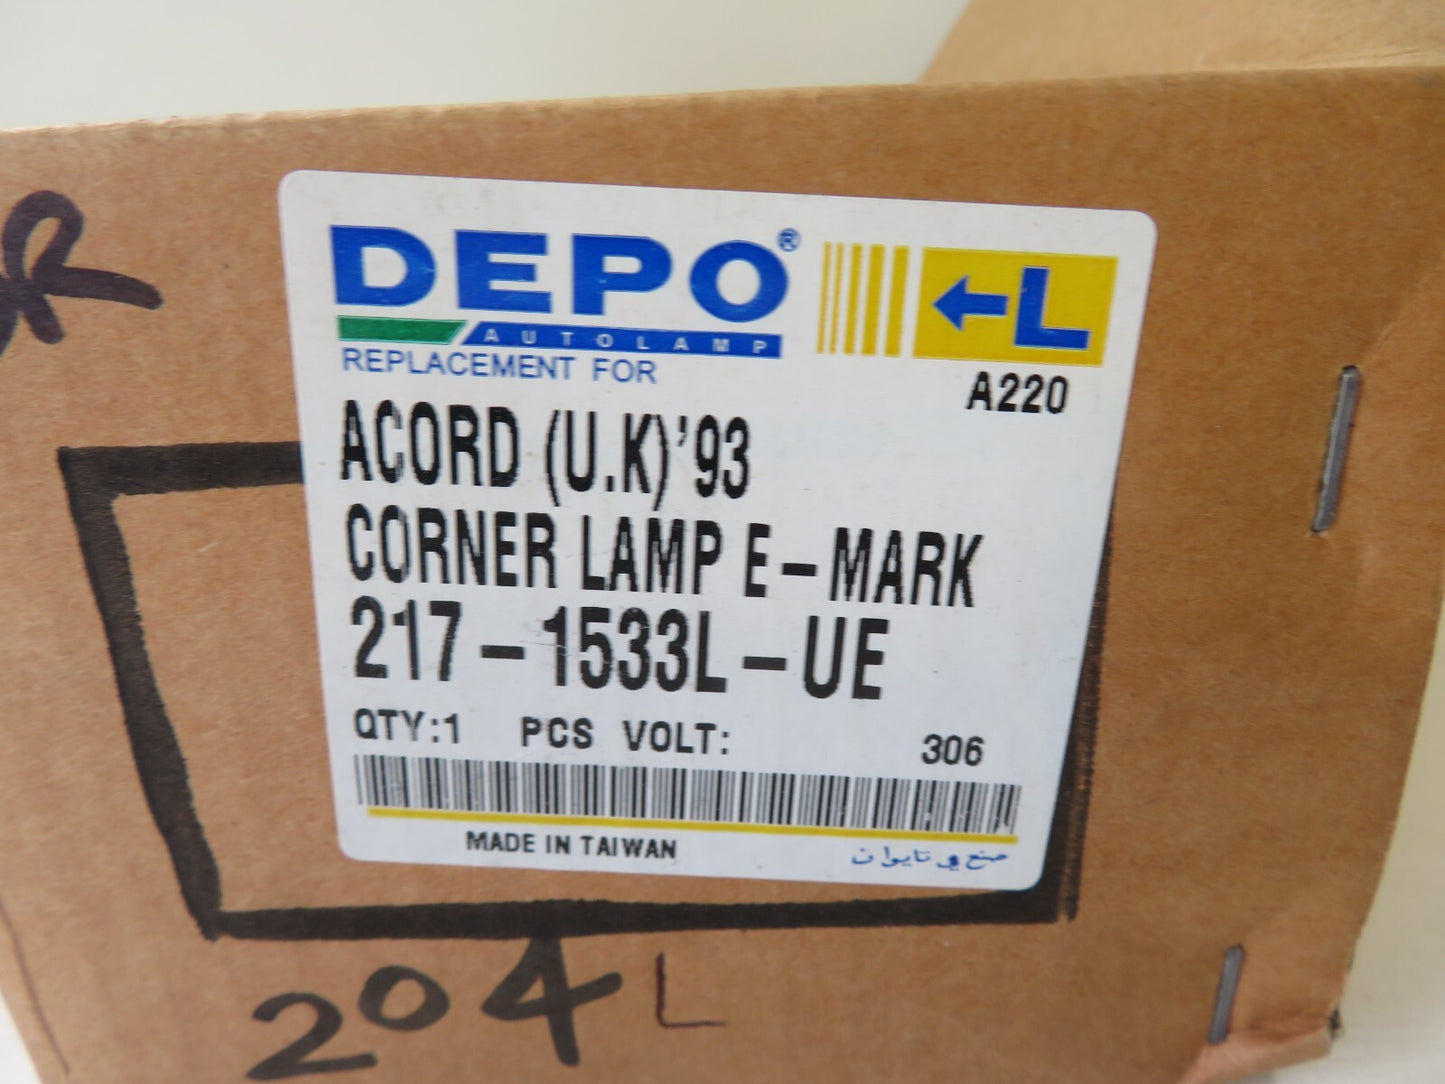 DEPO®
AUTOLAMP
REPLACEMENT FOR
L
A220
ACORD (U.K)'93
CORNER LAMP E-MARK
217-1533L-UE
QTY:1 PCS VOLT:
306
MADE IN TAIWAN
صنع في تايوان
204L